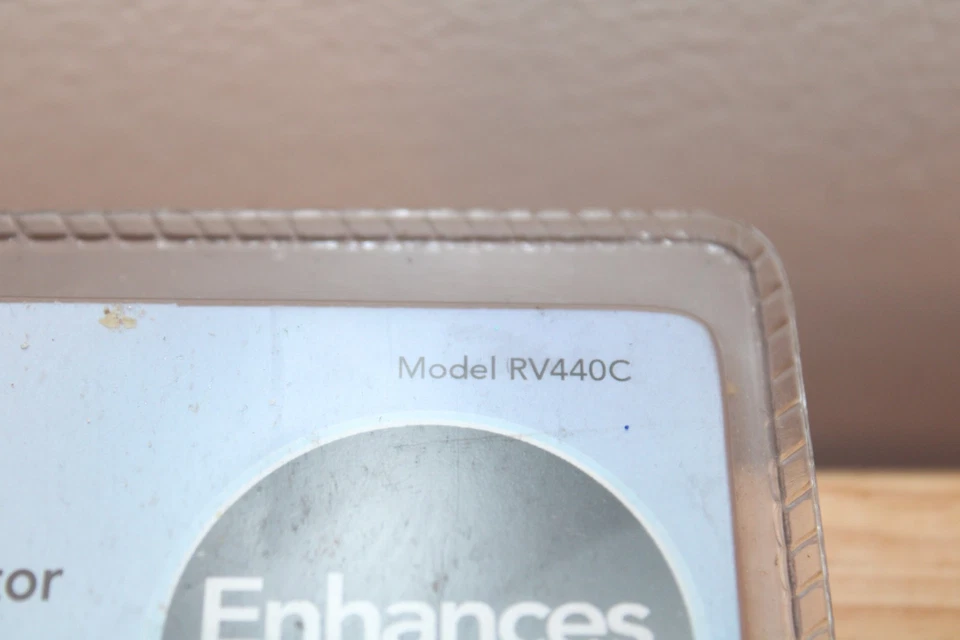 Model RV440C
tor
Enhances